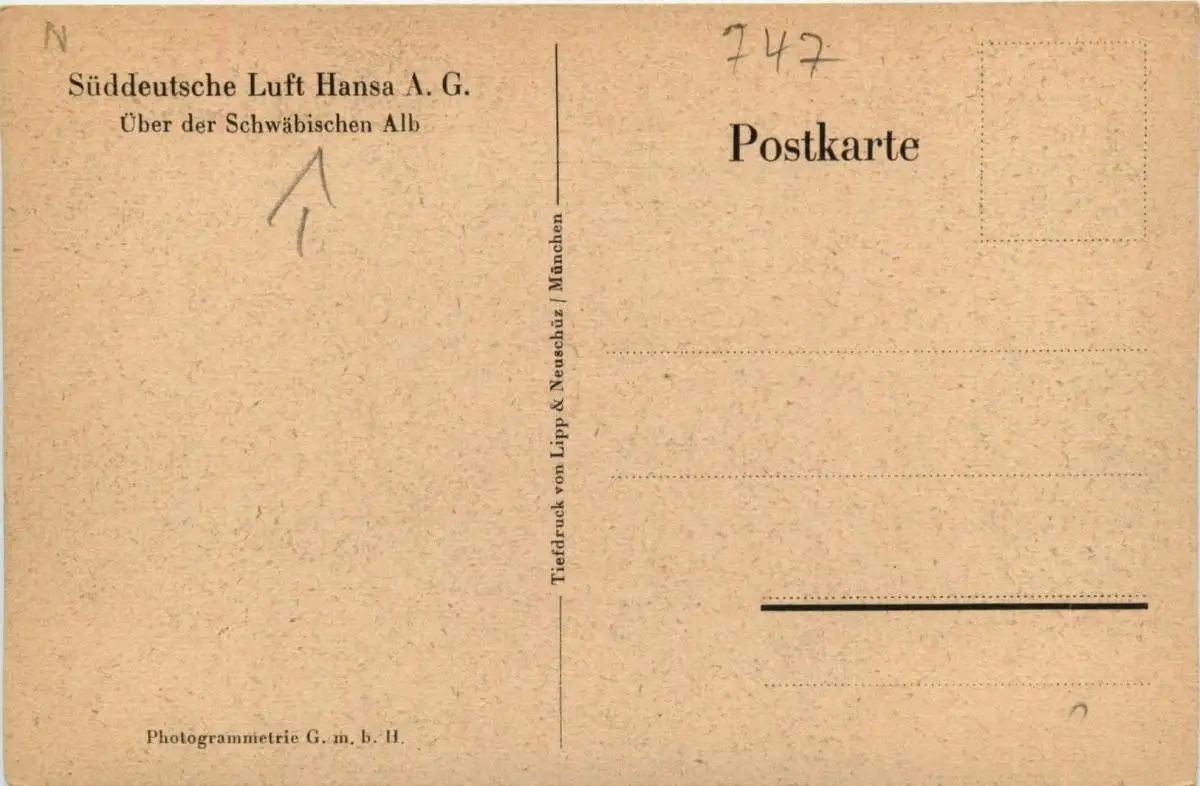 N
Süddeutsche Luft Hansa A. G.
Über der Schwäbischen Alb
Photogrammetrie G. m. b. H.
Tiefdruck von Lipp & Neuschüz / München
747
Postkarte